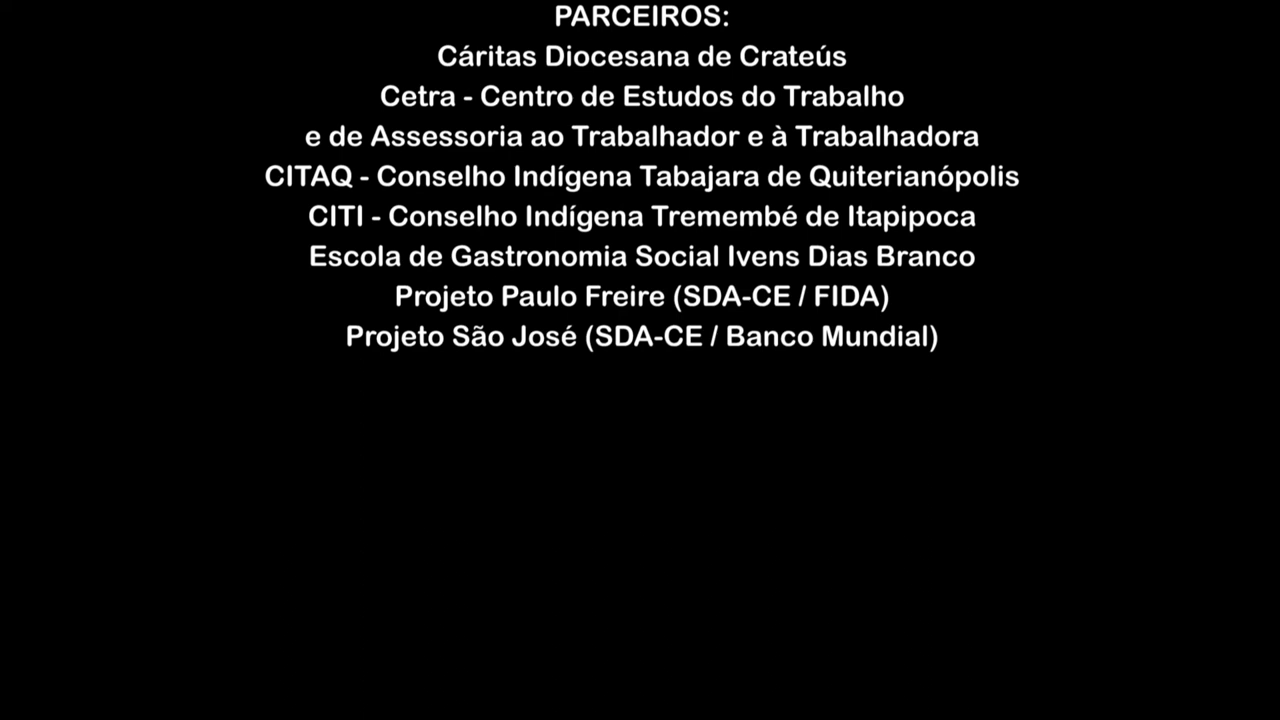 PARCEIROS:
Cáritas Diocesana de Crateús
Cetra - Centro de Estudos do Trabalho
e de Assessoria ao Trabalhador e à Trabalhadora
CITAQ - Conselho Indígena Tabajara de Quiterianópolis
CITI - Conselho Indígena Tremembé de Itapipoca
Escola de Gastronomia Social Ivens Dias Branco
Projeto Paulo Freire (SDA-CE / FIDA)
Projeto São José (SDA-CE / Banco Mundial)